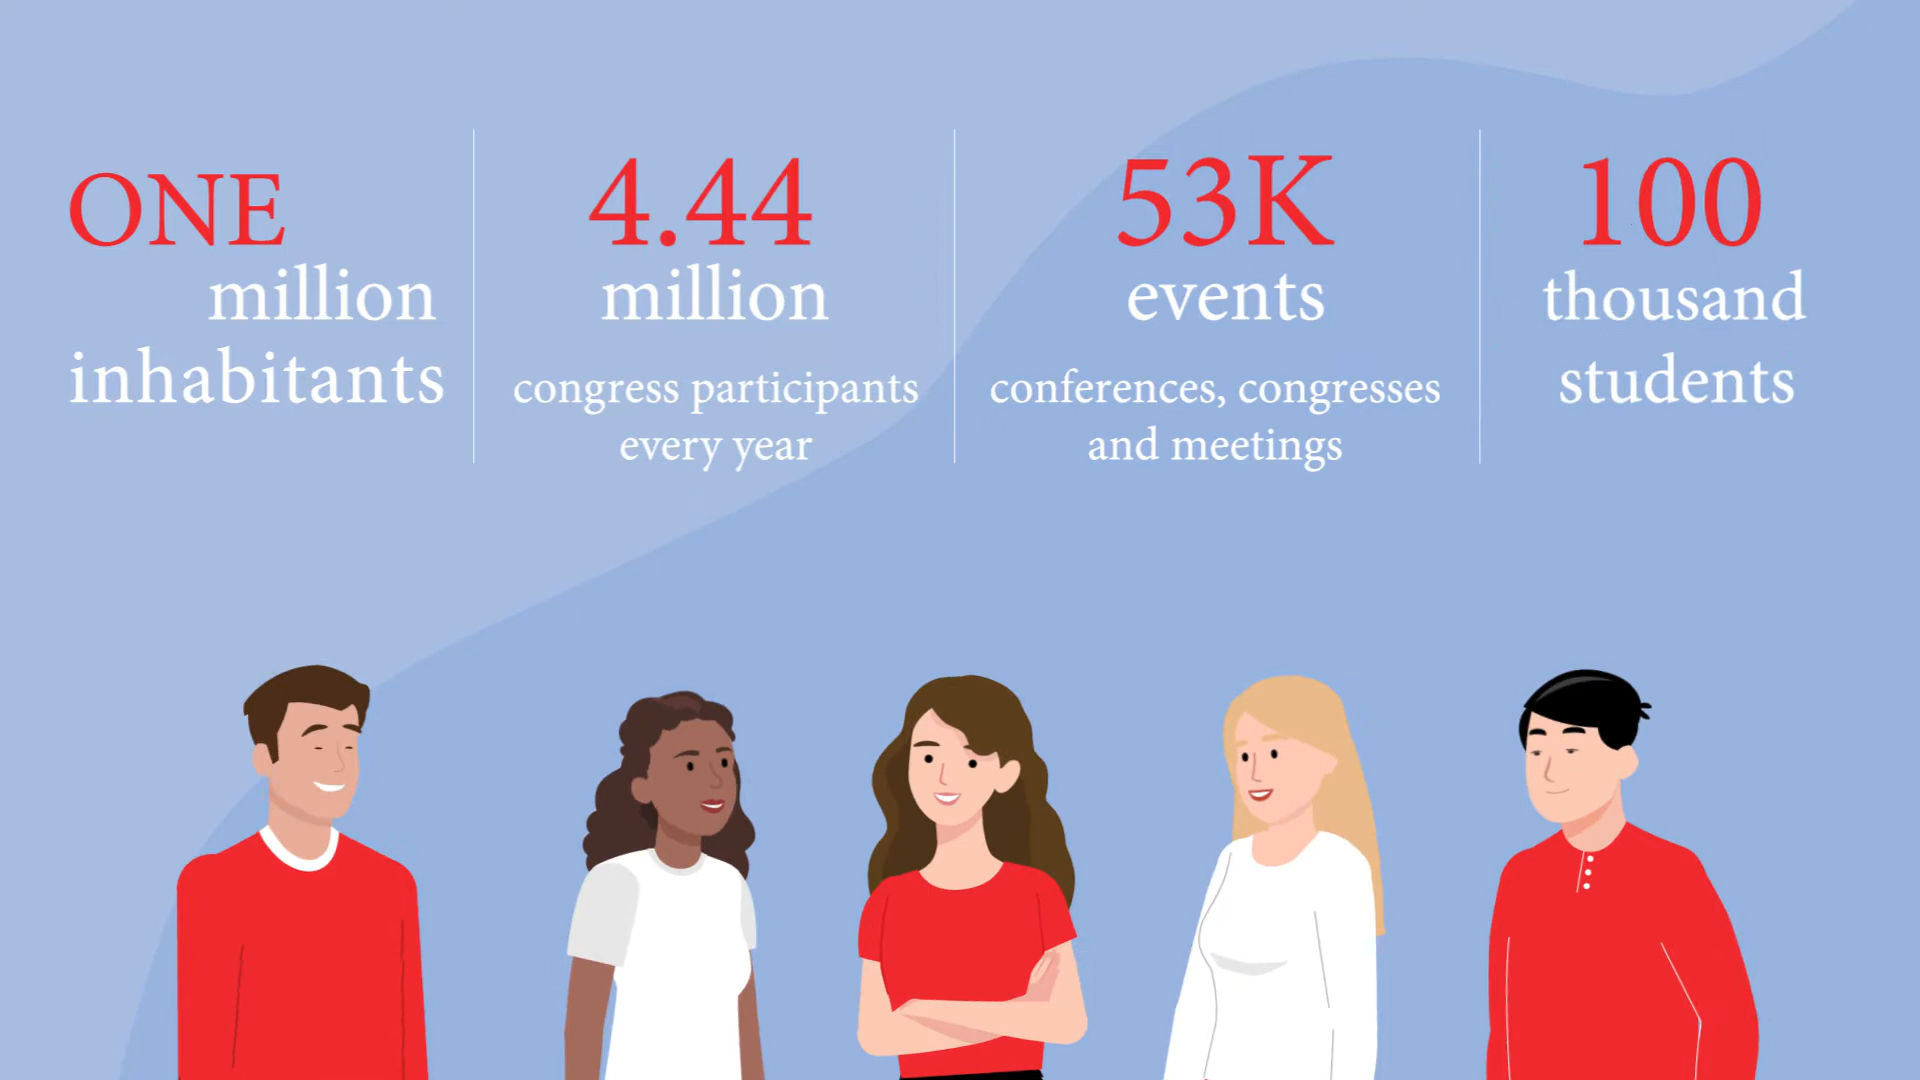 ONE
million
inhabitants
4.44
million
congress participants
every year
53K
events
conferences, congresses
and meetings
100
thousand
students